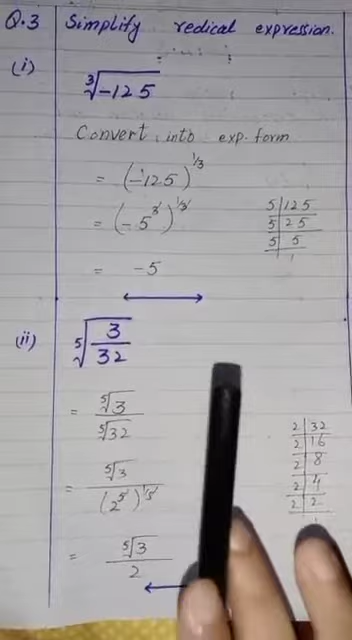 Q.3 Simplify redical expression.
(i) ∛-125
Convert into exp. form
= (-125)^1/3
= (-5^3)^1/3
5 | 125
5 | 25
5 | 5
1
= -5
(ii) ⁵√3/32
= ⁵√3/⁵√32
= ⁵√3/(2^5)^1/5
2 | 32
2 | 16
2 | 8
2 | 4
2 | 2
1
= ⁵√3/2